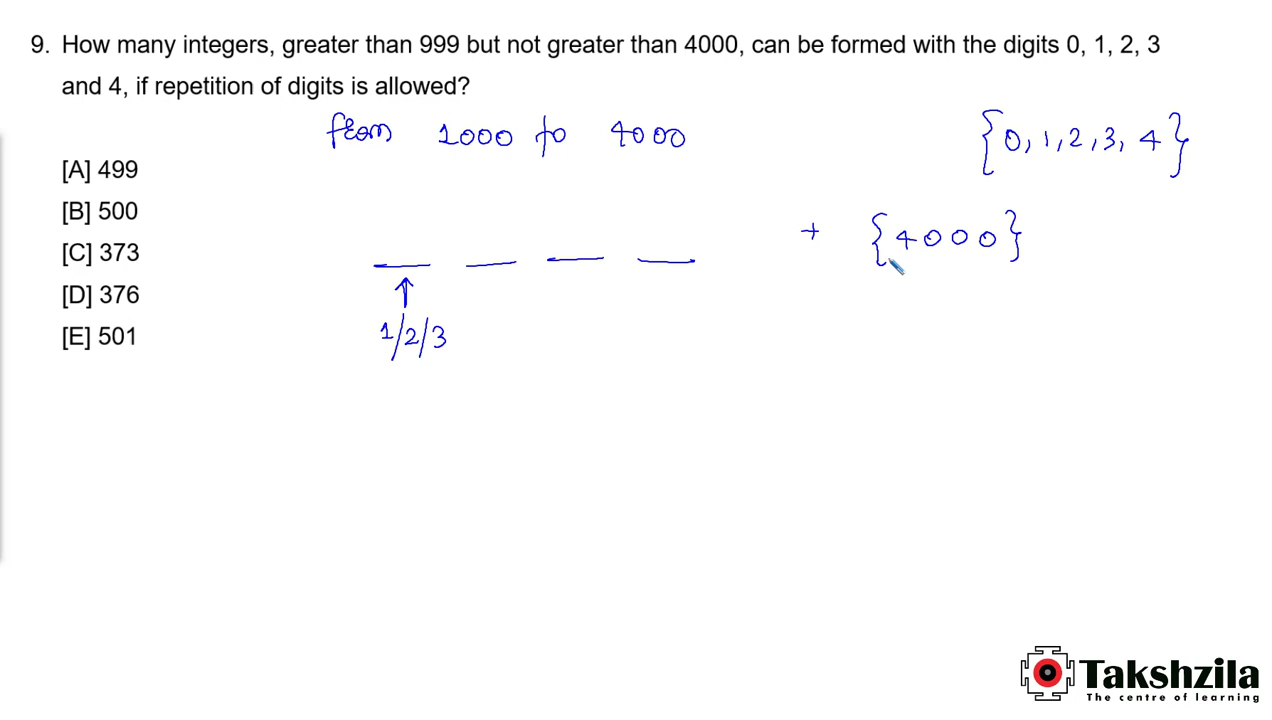 9. How many integers, greater than 999 but not greater than 4000, can be formed with the digits 0, 1, 2, 3
and 4, if repetition of digits is allowed?
from 1000 to 4000
{0, 1, 2, 3, 4}
[A] 499
[B] 500
+ {4000}
[C] 373
[D] 376
[E] 501
1/2/3
Takshzila
The centre of learning